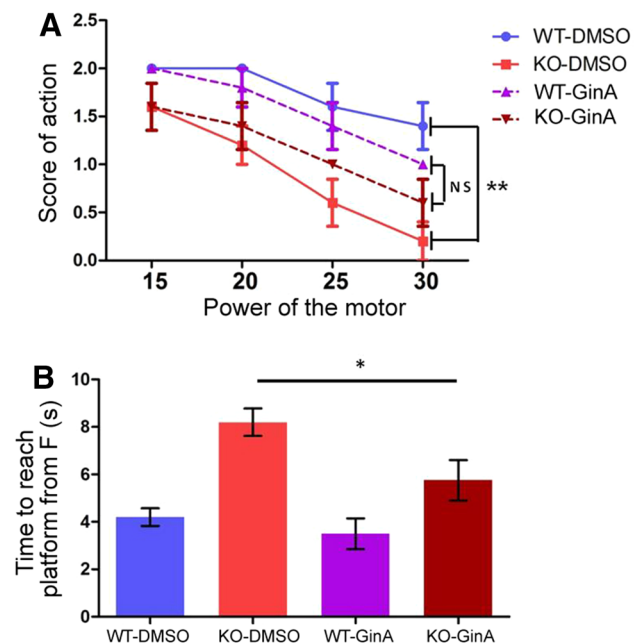 A
Score of action
2.5
2.0
1.5
1.0
0.5
0.0
15 20 25 30
Power of the motor
WT-DMSO
KO-DMSO
WT-GinA
KO-GinA
NS
**
B
Time to reach
platform from F (s)
10
8
6
4
2
0
*
WT-DMSO KO-DMSO WT-GinA KO-GinA